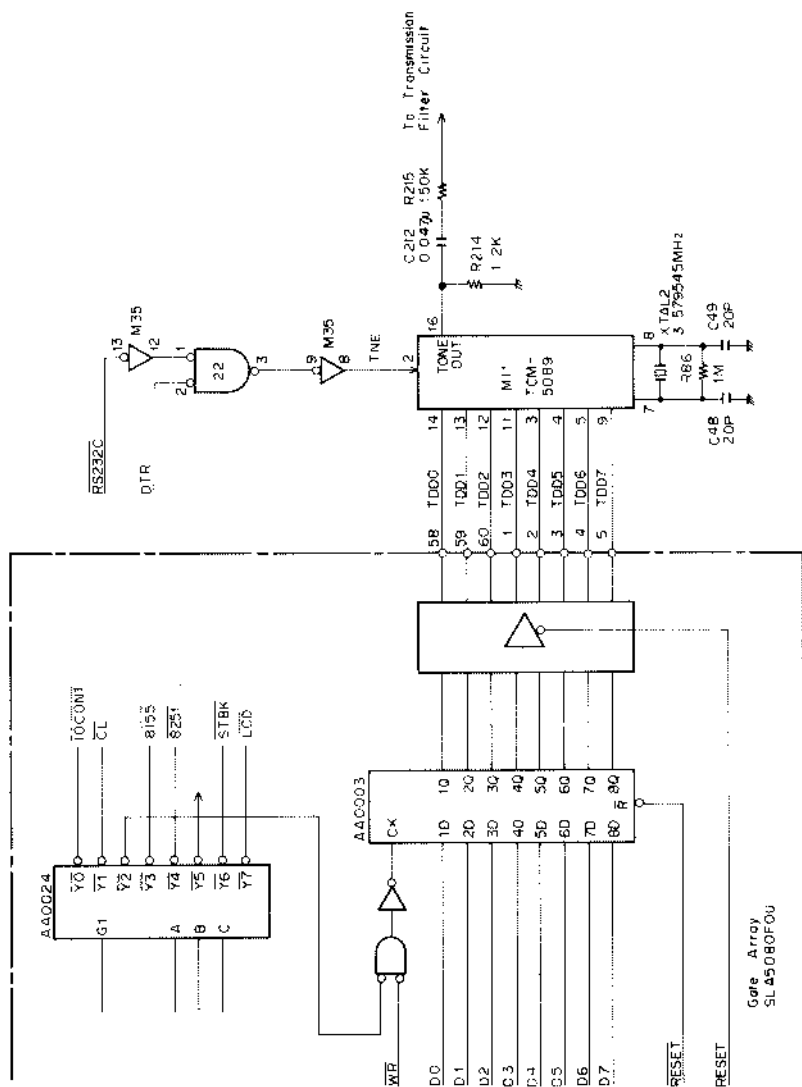 RS232C
13
12
M35
DTR
1
2
22
3
9
8
M35
TNE
To Transmission
Filter Circuit
C212
0.047µ
R215
150K
R214
1.2K
2
16
TONE
OUT
M11
TCM-
5089
XTAL2
3.579545MHz
8
7
R86
1M
C49
20P
C48
20P
58 TDD0 14
59 TDD1 13
60 TDD2 12
1 TDD3 11
2 TDD4 3
3 TDD5 4
4 TDD6 5
5 TDD7 9
AA0024
G1
A
B
C
Y0
Y1
Y2
Y3
Y4
Y5
Y6
Y7
CL
8155
8251
STBK
LCD
AA0003
CK
1D 1Q
2D 2Q
3D 3Q
4D 4Q
5D 5Q
6D 6Q
7D 7Q
8D 8Q
R
WR
D0
D1
D2
D3
D4
D5
D6
D7
RESET
RESET
Gate Array